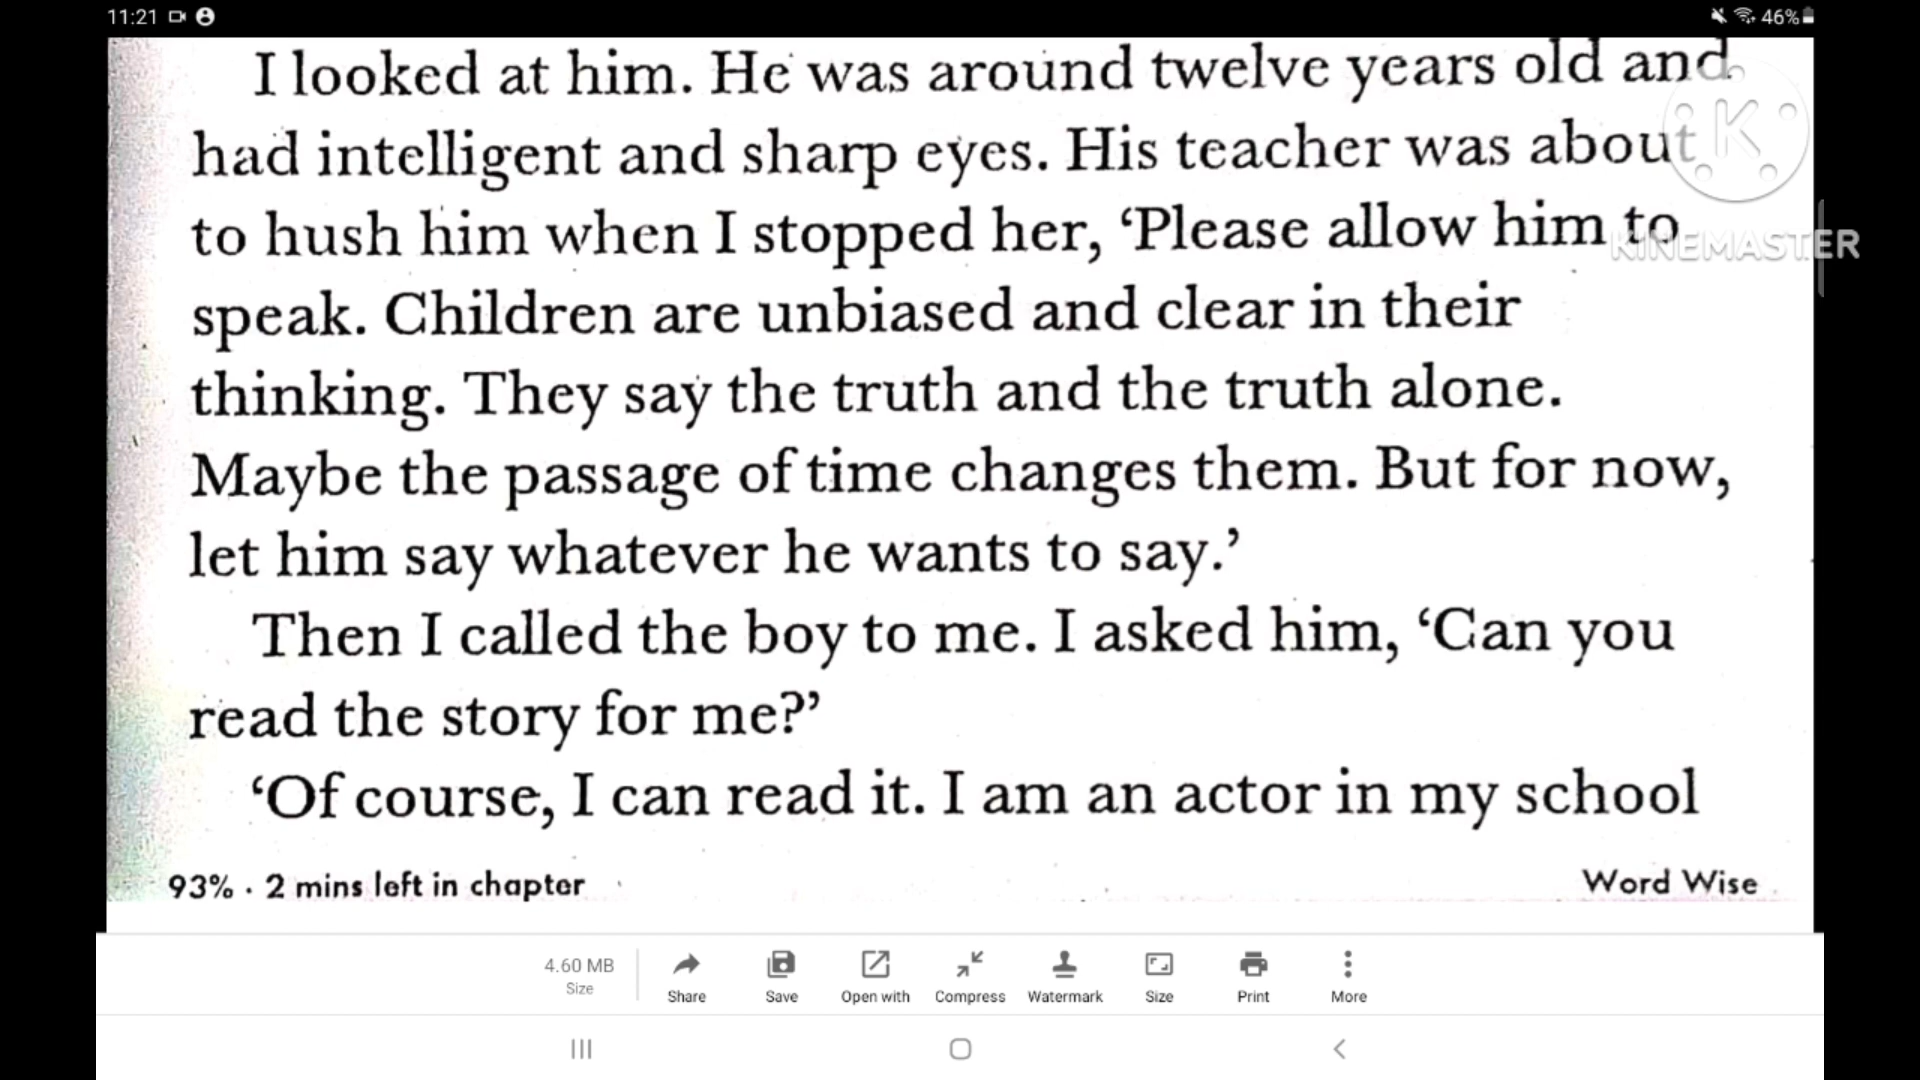 11:21 46%
I looked at him. He was around twelve years old and
had intelligent and sharp eyes. His teacher was about
to hush him when I stopped her, ‘Please allow him to
KINEMASTER
speak. Children are unbiased and clear in their
thinking. They say the truth and the truth alone.
Maybe the passage of time changes them. But for now,
let him say whatever he wants to say.’
Then I called the boy to me. I asked him, ‘Can you
read the story for me?’
‘Of course, I can read it. I am an actor in my school
93% · 2 mins left in chapter Word Wise
4.60 MB
Size Share Save Open with Compress Watermark Size Print More